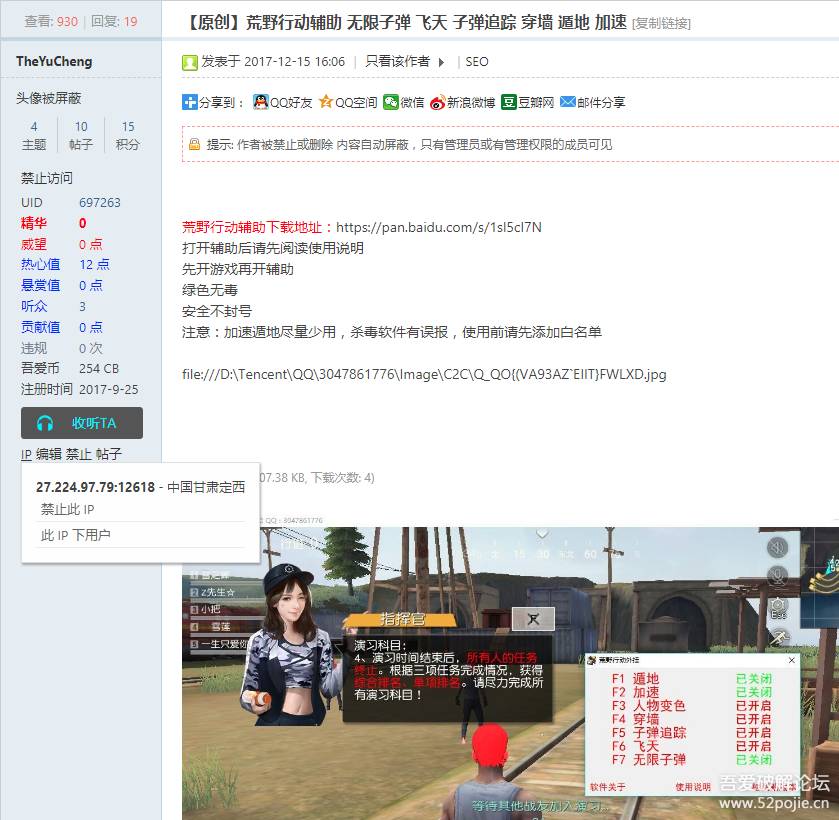 查看: 930 | 回复: 19
【原创】荒野行动辅助 无限子弹 飞天 子弹追踪 穿墙 遁地 加速 [复制链接]
TheYuCheng
发表于 2017-12-15 16:06 | 只看该作者 | SEO
头像被屏蔽
分享到： QQ好友 QQ空间 微信 新浪微博 豆瓣网 邮件分享
4 10 15
主题 帖子 积分
提示: 作者被禁止或删除 内容自动屏蔽，只有管理员或有管理权限的成员可见
禁止访问
UID 697263
精华 0
威望 0 点
热心值 12 点
悬赏值 0 点
听众 3
贡献值 0 点
违规 0 次
吾爱币 254 CB
注册时间 2017-9-25
收听TA
IP 编辑 禁止 帖子
27.224.97.79:12618 - 中国甘肃定西
禁止此 IP
此 IP 下用户
荒野行动辅助下载地址：https://pan.baidu.com/s/1sl5cl7N
打开辅助后请先阅读使用说明
先开游戏再开辅助
绿色无毒
安全不封号
注意：加速遁地尽量少用，杀毒软件有误报，使用前请先添加白名单
file:///D:\Tencent\QQ\3047861776\Image\C2C\Q_QO{(VA93AZ`EIIT}FWLXD.jpg
07.38 KB, 下载次数: 4)
QQ：3047861776
15 30 60
2 Z先生☆
3 小把
4 雪莲
5 一生只爱你
Esc
指挥官
X
演习科目：
4、演习时间结束后，所有人的任务
终止。根据三项任务完成情况，获得
综合排名、单项排名。请尽力完成所
有演习科目！
荒野行动外挂
F1 遁地 已关闭
F2 加速 已关闭
F3 人物变色 已开启
F4 穿墙 已开启
F5 子弹追踪 已开启
F6 飞天 已开启
F7 无限子弹 已关闭
软件关于 使用说明
等待其他战友加入演习...
吾爱破解论坛
www.52pojie.cn